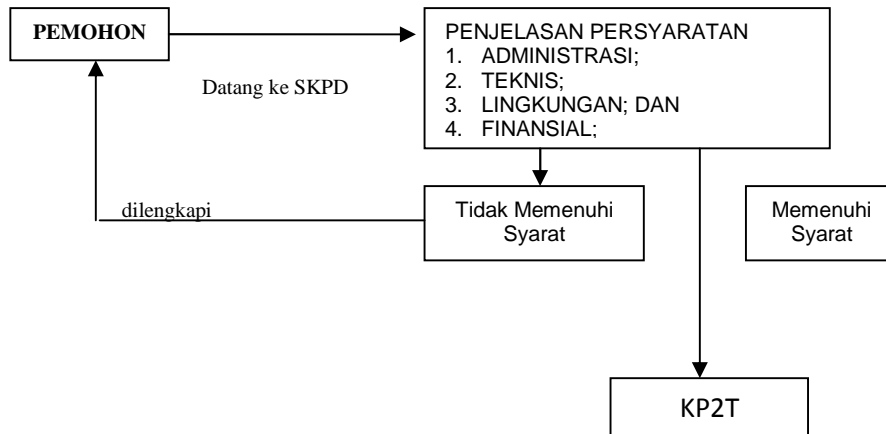 PEMOHON
PENJELASAN PERSYARATAN
1. ADMINISTRASI;
2. TEKNIS;
3. LINGKUNGAN; DAN
4. FINANSIAL;
Datang ke SKPD
dilengkapi
Tidak Memenuhi
Syarat
Memenuhi
Syarat
KP2T